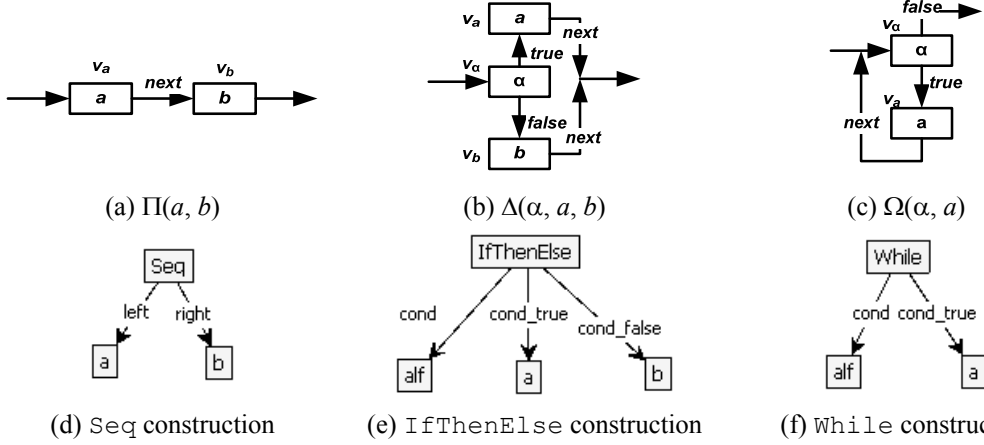 v_a
a
next
v_b
b
(a) Π(a, b)
v_a
a
next
true
v_α
α
false
next
v_b
b
(b) Δ(α, a, b)
false
v_α
α
true
v_a
a
next
(c) Ω(α, a)
Seq
left
right
a
b
(d) Seq construction
IfThenElse
cond
cond_true
cond_false
alf
a
b
(e) IfThenElse construction
While
cond
cond_true
alf
a
(f) While construc